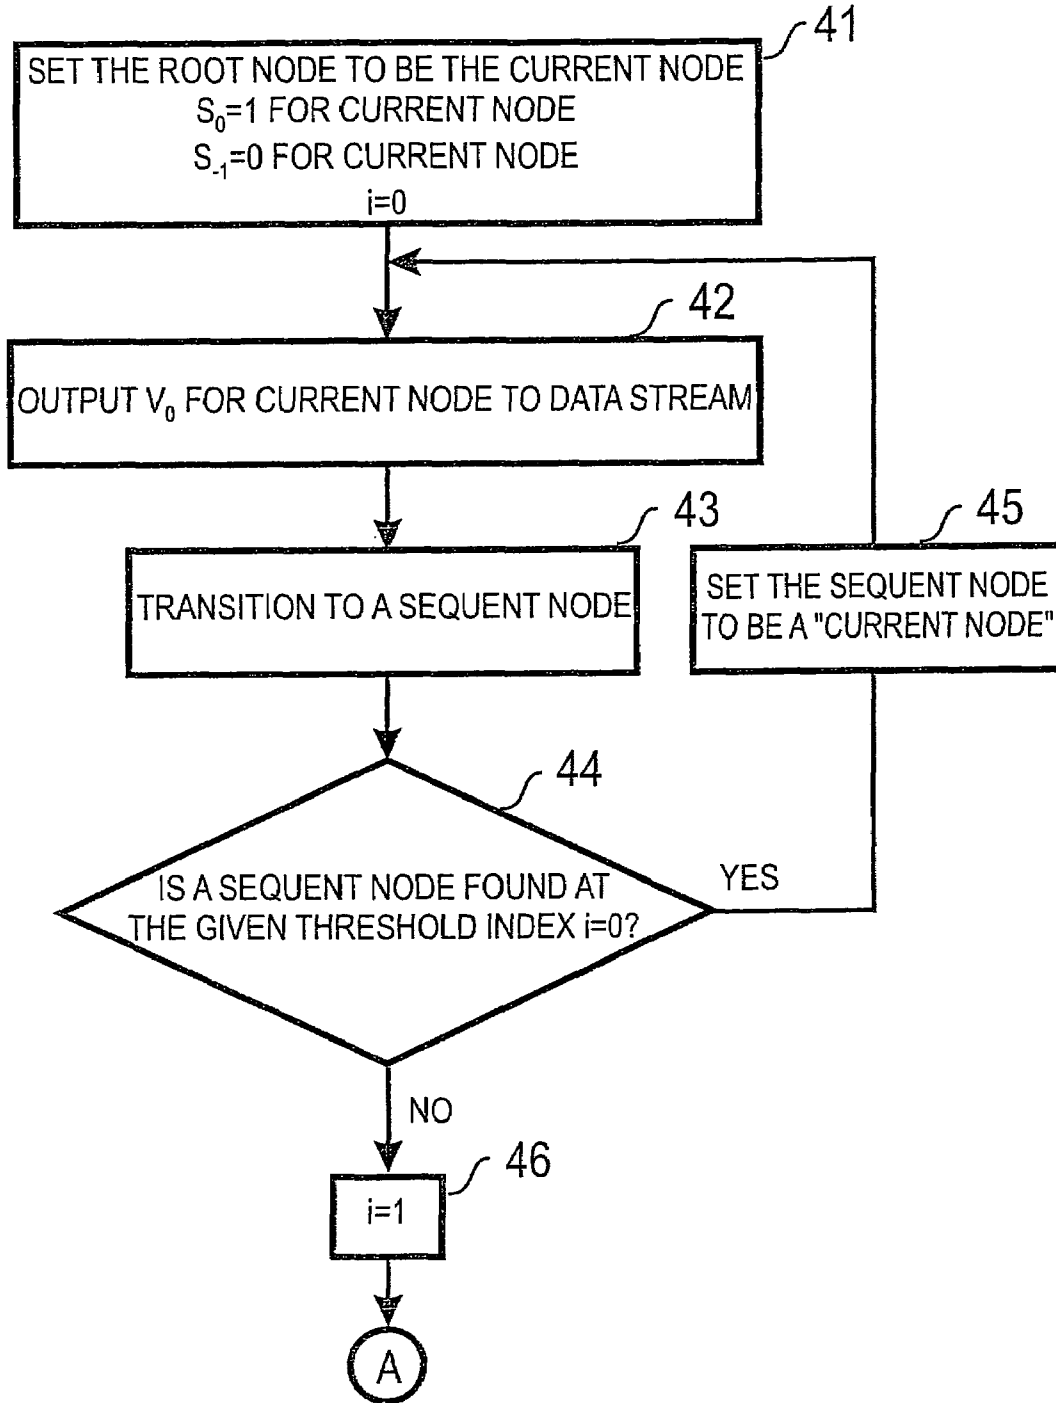 41
SET THE ROOT NODE TO BE THE CURRENT NODE
S₀=1 FOR CURRENT NODE
S₋₁=0 FOR CURRENT NODE
i=0
42
OUTPUT V₀ FOR CURRENT NODE TO DATA STREAM
43
TRANSITION TO A SEQUENT NODE
45
SET THE SEQUENT NODE
TO BE A "CURRENT NODE"
44
IS A SEQUENT NODE FOUND AT
THE GIVEN THRESHOLD INDEX i=0?
YES
NO
46
i=1
A